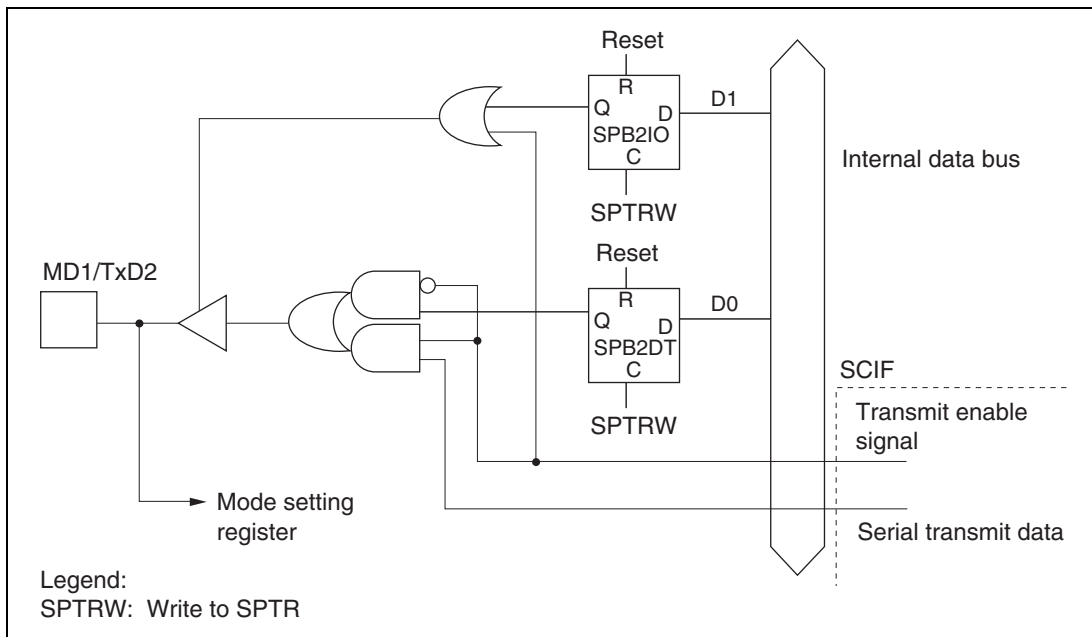 Reset
R
Q
D
D1
SPB2IO
C
SPTRW
Internal data bus
Reset
MD1/TxD2
R
Q
D
D0
SPB2DT
C
SPTRW
SCIF
Transmit enable
signal
Mode setting
register
Serial transmit data
Legend:
SPTRW: Write to SPTR